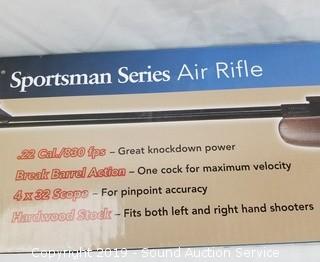 ® Sportsman Series Air Rifle
.22 Cal./830 fps – Great knockdown power
Break Barrel Action – One cock for maximum velocity
4 x 32 Scope – For pinpoint accuracy
Hardwood Stock – Fits both left and right hand shooters
Copyright 2019 - Sound Auction Service